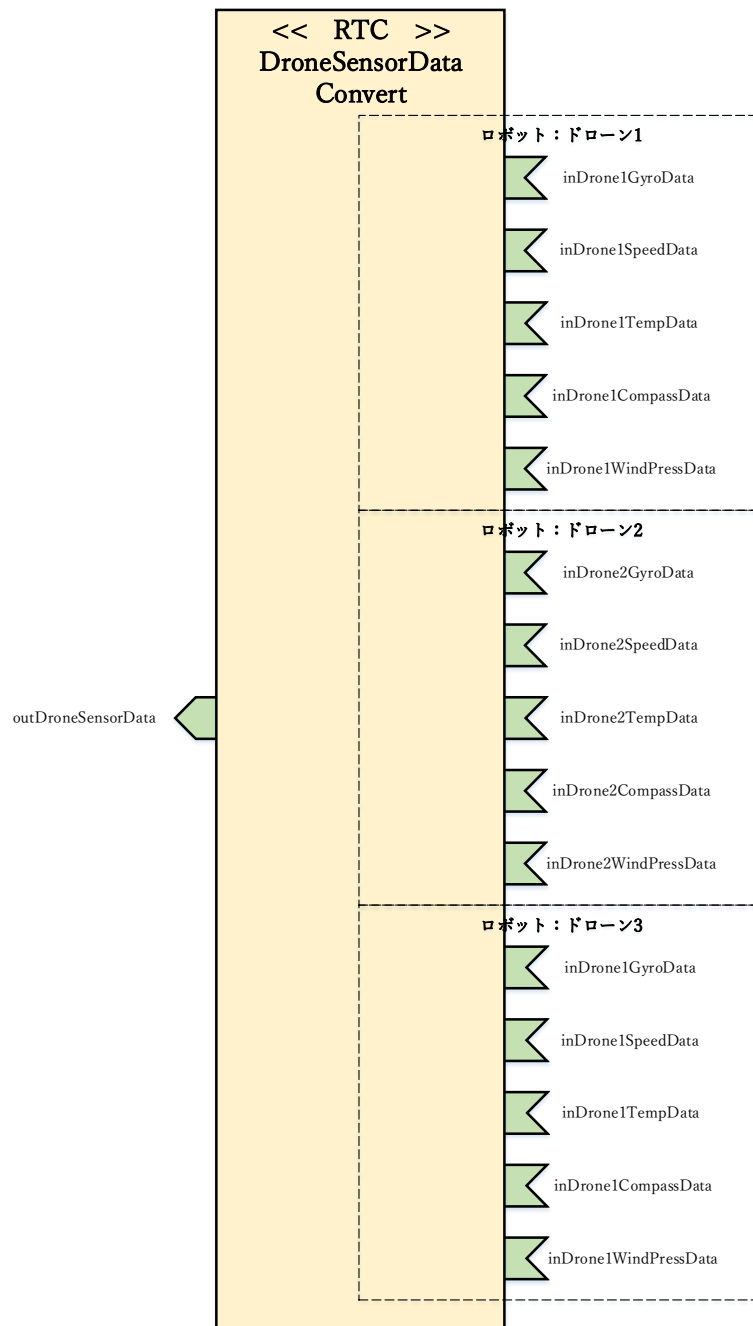 << RTC >>
DroneSensorData
Convert
ロボット：ドローン1
inDrone1GyroData
inDrone1SpeedData
inDrone1TempData
inDrone1CompassData
inDrone1WindPressData
ロボット：ドローン2
inDrone2GyroData
inDrone2SpeedData
outDroneSensorData
inDrone2TempData
inDrone2CompassData
inDrone2WindPressData
ロボット：ドローン3
inDrone1GyroData
inDrone1SpeedData
inDrone1TempData
inDrone1CompassData
inDrone1WindPressData